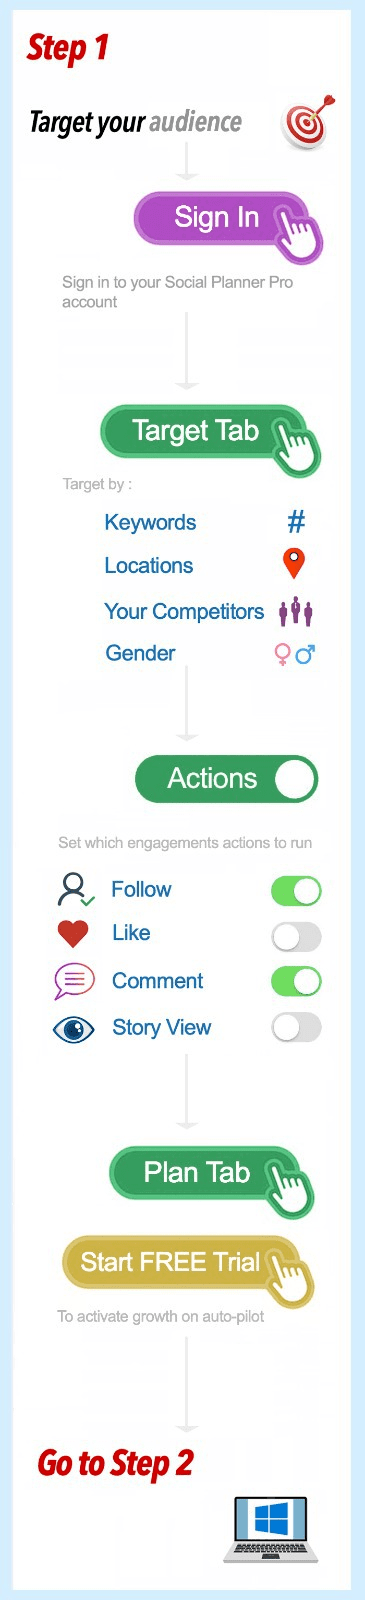 Step 1
Target your audience
Sign In
Sign in to your Social Planner Pro
account
Target Tab
Target by :
Keywords #
Locations
Your Competitors
Gender
Actions
Set which engagements actions to run
Follow
Like
Comment
Story View
Plan Tab
Start FREE Trial
To activate growth on auto-pilot
Go to Step 2